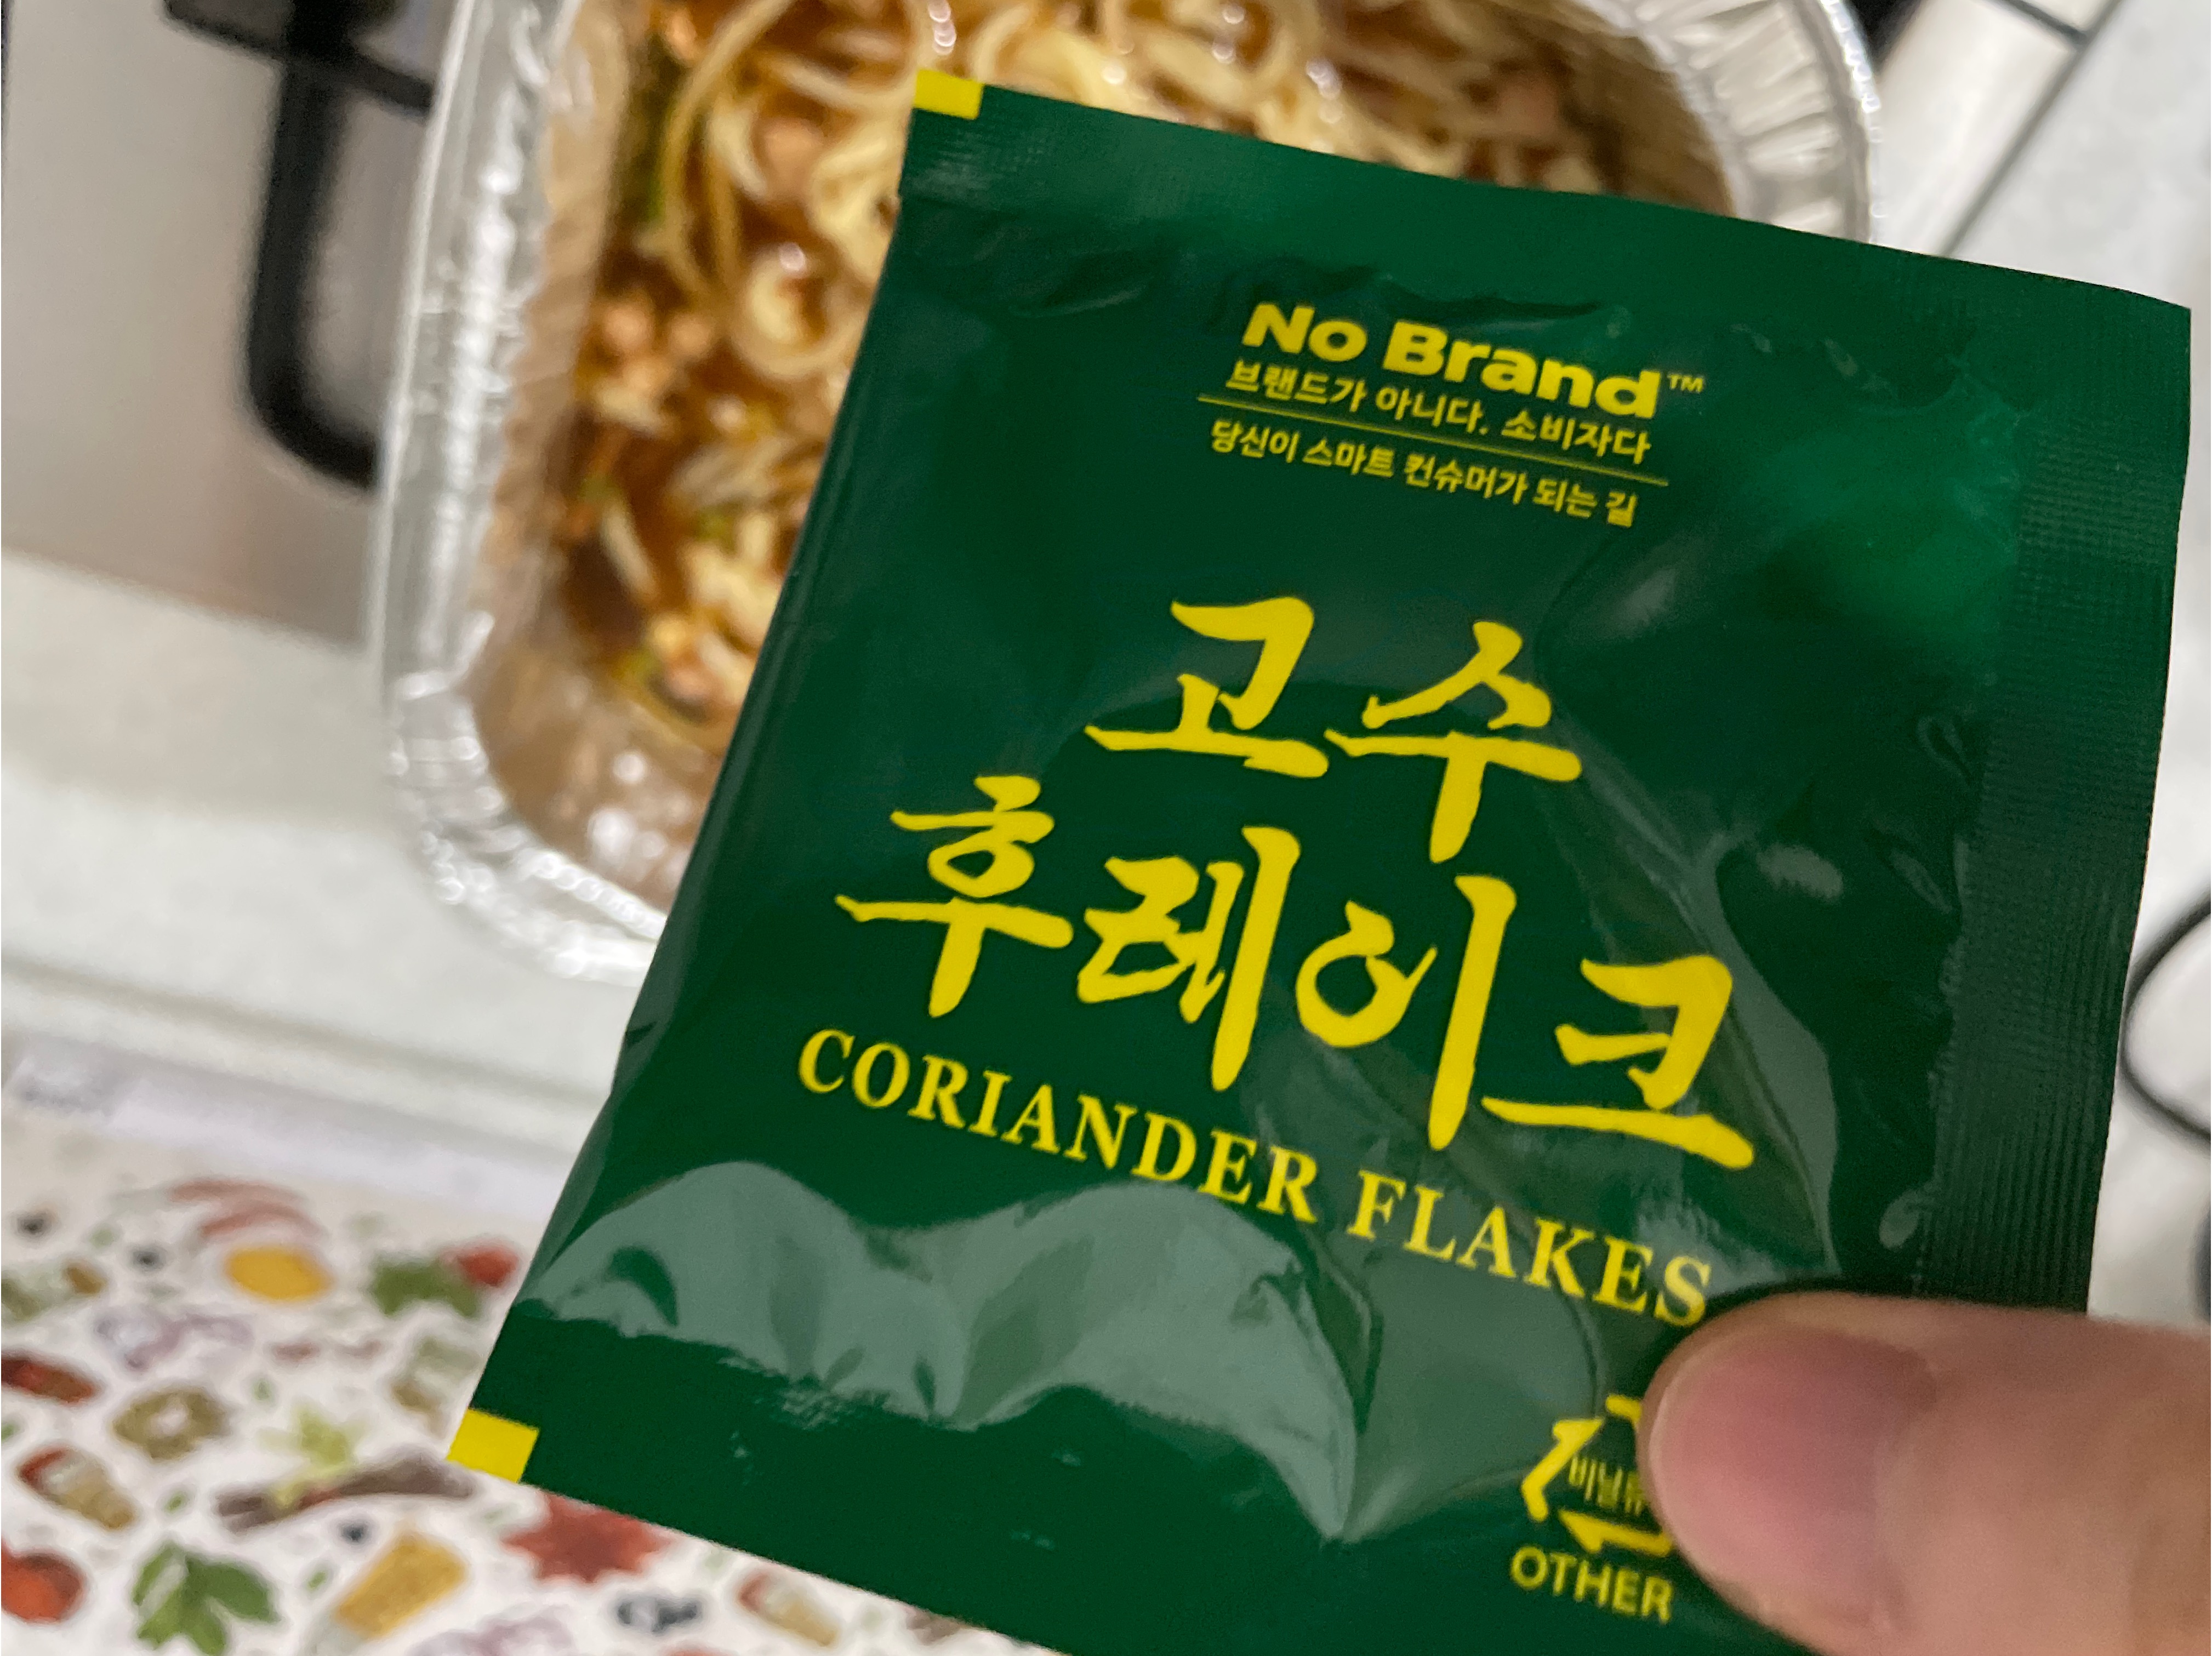 No Brand™
브랜드가 아니다. 소비자다
당신이 스마트 컨슈머가 되는 길
고수
후레이크
CORIANDER FLAKES
OTHER